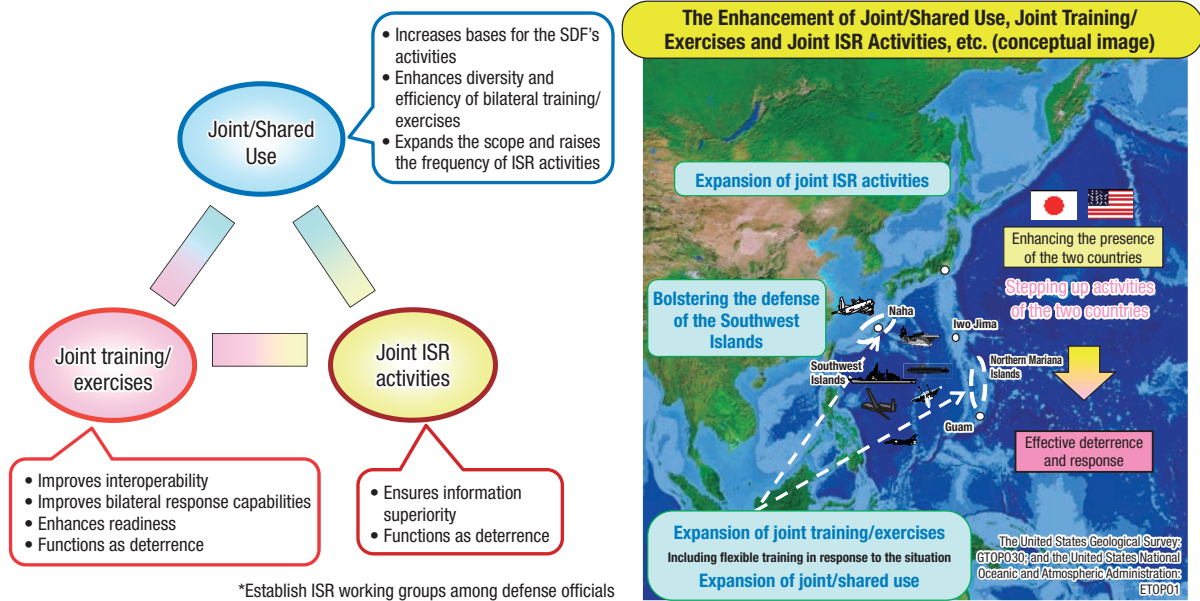 Joint/Shared
Use
• Increases bases for the SDF's
activities
• Enhances diversity and
efficiency of bilateral training/
exercises
• Expands the scope and raises
the frequency of ISR activities
Joint training/
exercises
Joint ISR
activities
• Improves interoperability
• Improves bilateral response capabilities
• Enhances readiness
• Functions as deterrence
• Ensures information
superiority
• Functions as deterrence
*Establish ISR working groups among defense officials
The Enhancement of Joint/Shared Use, Joint Training/
Exercises and Joint ISR Activities, etc. (conceptual image)
Expansion of joint ISR activities
Enhancing the presence
of the two countries
Stepping up activities
of the two countries
Bolstering the defense
of the Southwest
Islands
Naha
Iwo Jima
Southwest
Islands
Northern Mariana
Islands
Guam
Effective deterrence
and response
Expansion of joint training/exercises
Including flexible training in response to the situation
Expansion of joint/shared use
The United States Geological Survey:
GTOPO30; and the United States National
Oceanic and Atmospheric Administration:
ETOPO1